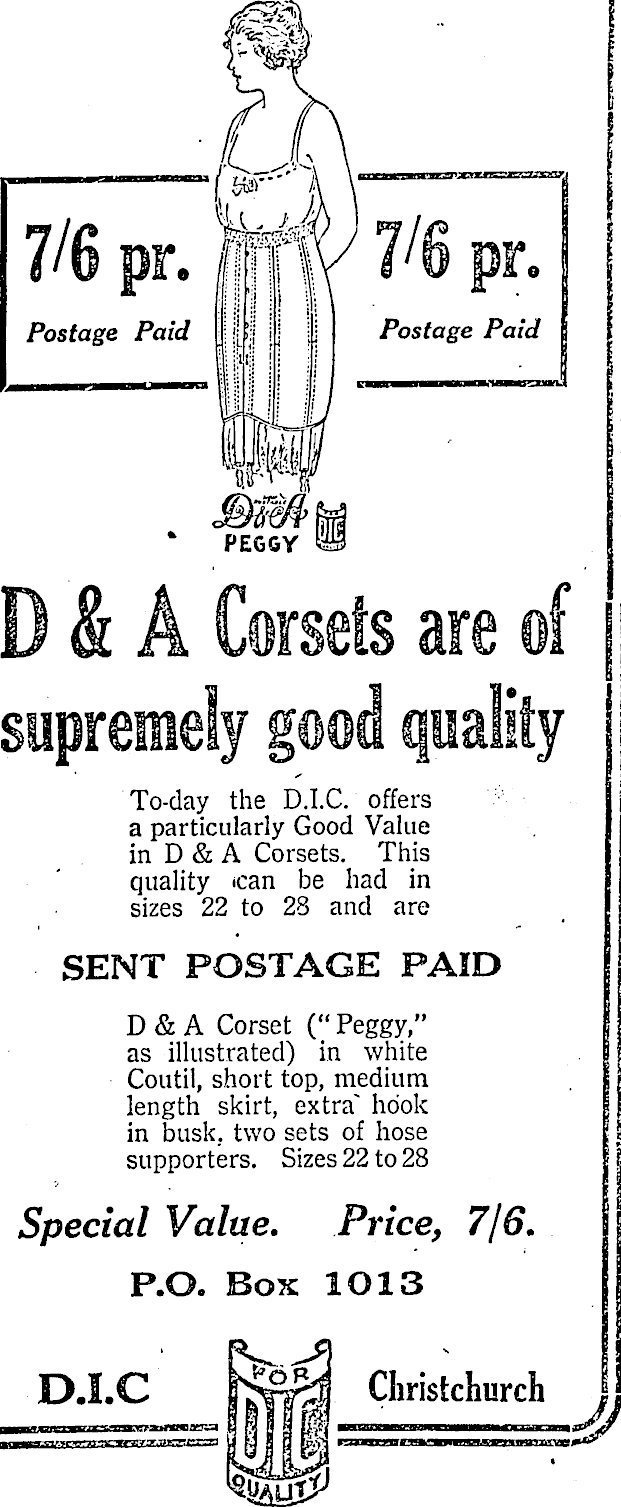 7/6 pr.
Postage Paid
7/6 pr.
Postage Paid
D & A
PEGGY
DIC
D & A Corsets are of
supremely good quality
To-day the D.I.C. offers
a particularly Good Value
in D & A Corsets. This
quality can be had in
sizes 22 to 28 and are
SENT POSTAGE PAID
D & A Corset ("Peggy,"
as illustrated) in white
Coutil, short top, medium
length skirt, extra hook
in busk, two sets of hose
supporters. Sizes 22 to 28
Special Value. Price, 7/6.
P.O. Box 1013
D.I.C
FOR
DIC
QUALITY
Christchurch